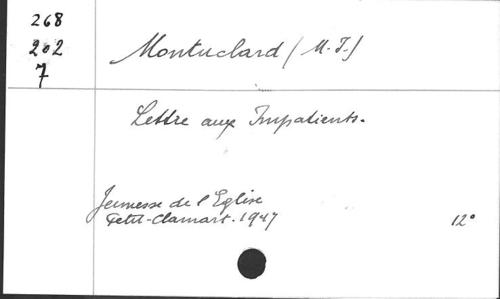 268
202
7
Montuclard (M.I.)
Lettre aux Impatients.
Jeunesse de l'Eglise
Petit-Clamart. 1947
12°